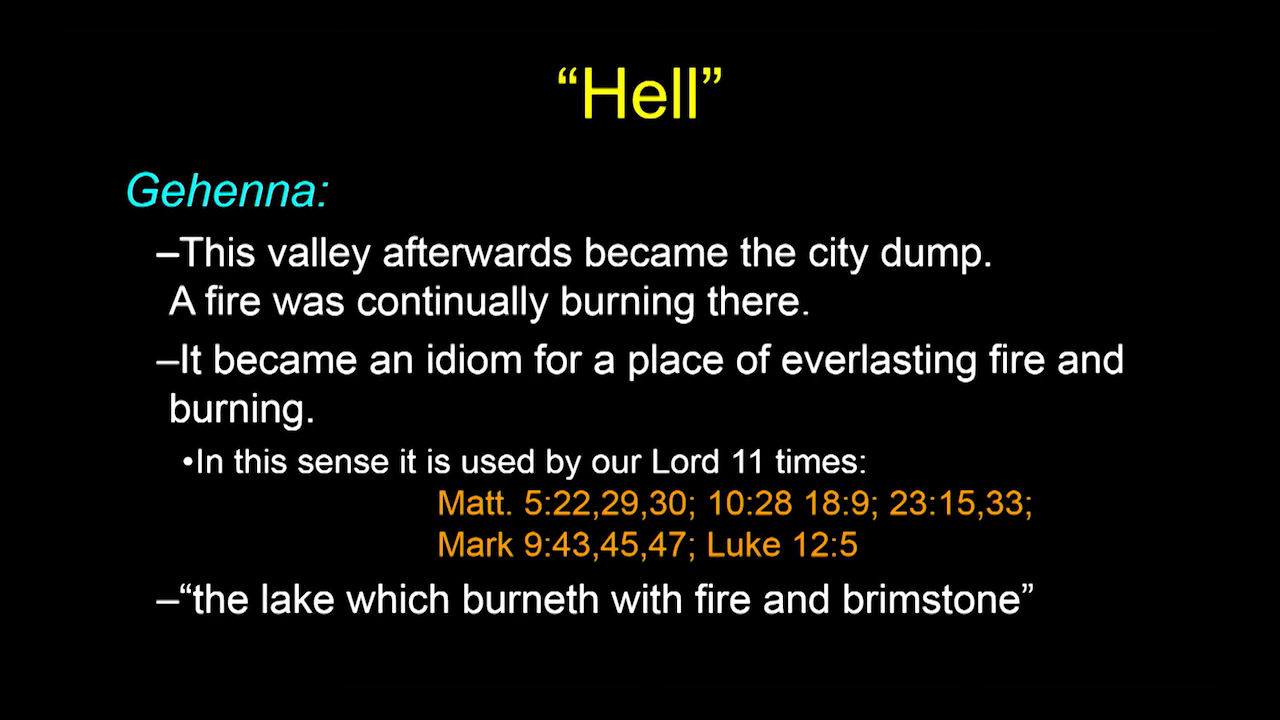 “Hell”
Gehenna:
–This valley afterwards became the city dump.
A fire was continually burning there.
–It became an idiom for a place of everlasting fire and
burning.
•In this sense it is used by our Lord 11 times:
Matt. 5:22,29,30; 10:28 18:9; 23:15,33;
Mark 9:43,45,47; Luke 12:5
–“the lake which burneth with fire and brimstone”